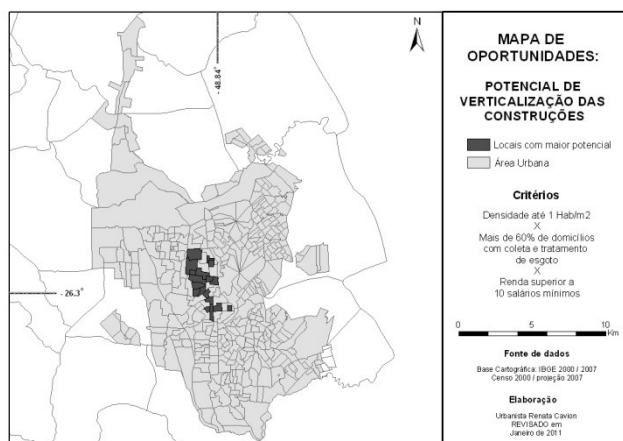 N
- 48.84°
- 26.3°
MAPA DE
OPORTUNIDADES:
POTENCIAL DE
VERTICALIZAÇÃO DAS
CONSTRUÇÕES
Locais com maior potencial
Área Urbana
Critérios
Densidade até 1 Hab/m2
X
Mais de 60% de domicílios
com coleta e tratamento
de esgoto
X
Renda superior a
10 salários mínimos
0 5 10
Km
Fonte de dados
Base Cartográfica: IBGE 2000 / 2007
Censo 2000 / projeção 2007
Elaboração
Urbanista Renata Cavion
REVISADO em
Janeiro de 2011